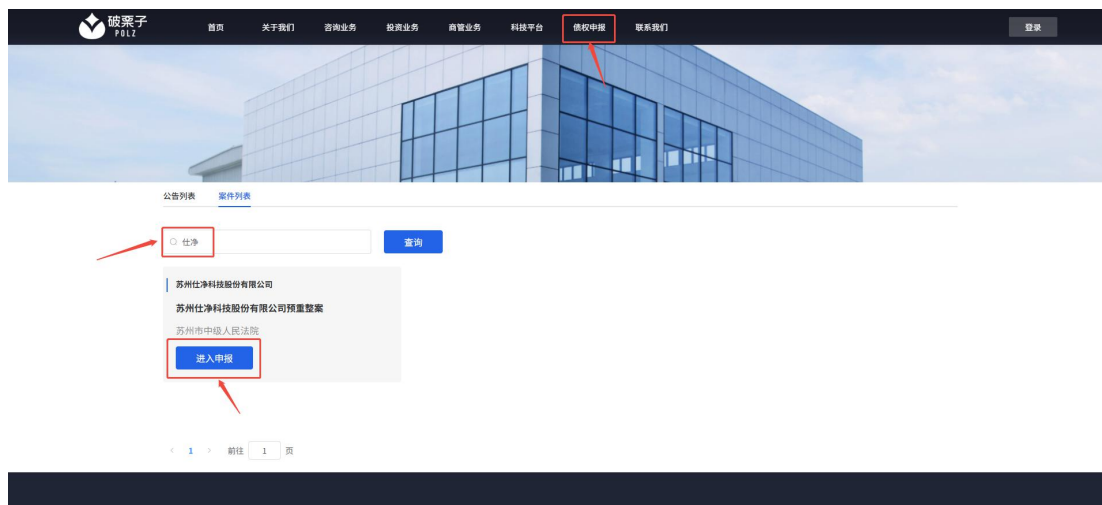 破栗子
POLZ
首页 关于我们 咨询业务 投资业务 商管业务 科技平台 债权申报 联系我们 登录
公告列表 案件列表
仕净 查询
苏州仕净科技股份有限公司
苏州仕净科技股份有限公司预重整案
苏州市中级人民法院
进入申报
< 1 > 前往 1 页